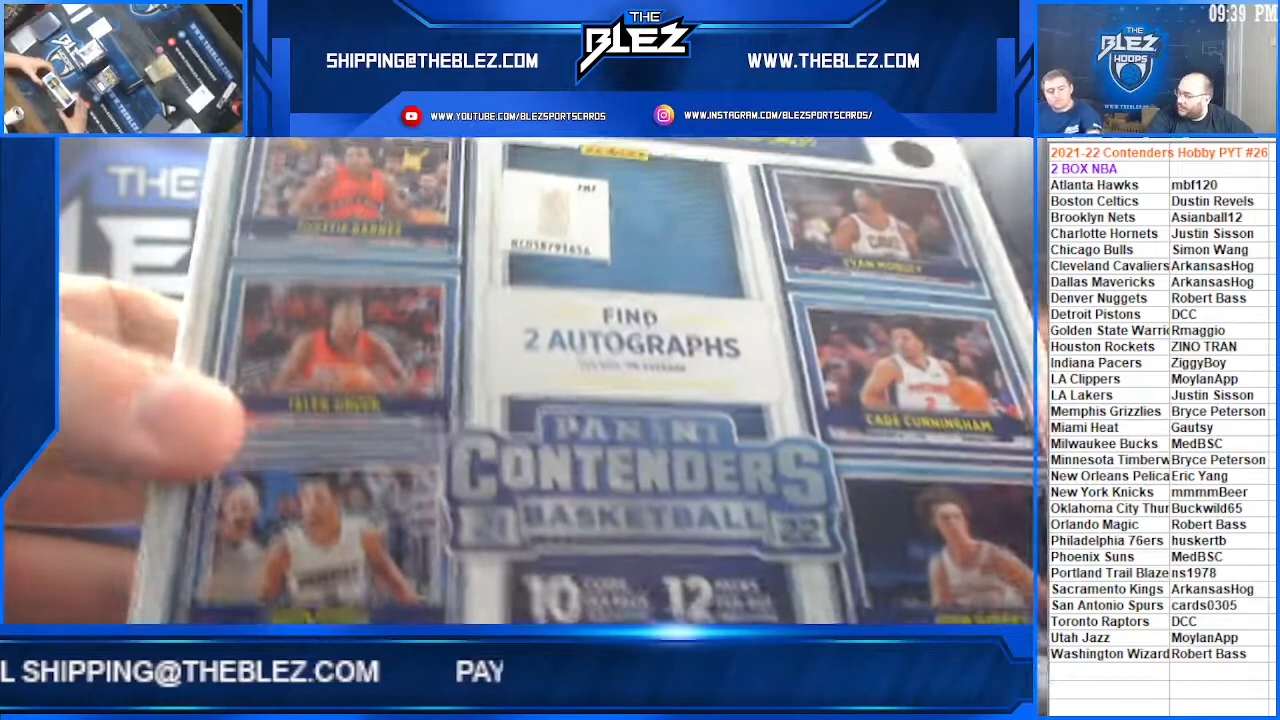 09:39 PM
THE
BLEZ
SHIPPING@THEBLEZ.COM
WWW.THEBLEZ.COM
WWW.YOUTUBE.COM/BLEZSPORTSCARDS
WWW.INSTAGRAM.COM/BLEZSPORTSCARDS/
THE
BLEZ
HOOPS
2021-22 Contenders Hobby PYT #26
2 BOX NBA
Atlanta Hawks mbf120
Boston Celtics Dustin Revels
Brooklyn Nets Asianball12
Charlotte Hornets Justin Sisson
Chicago Bulls Simon Wang
Cleveland Cavaliers ArkansasHog
Dallas Mavericks ArkansasHog
Denver Nuggets Robert Bass
Detroit Pistons DCC
Golden State Warri Rmaggio
Houston Rockets ZINO TRAN
Indiana Pacers ZiggyBoy
LA Clippers MoylanApp
LA Lakers Justin Sisson
Memphis Grizzlies Bryce Peterson
Miami Heat Gautsy
Milwaukee Bucks MedBSC
Minnesota Timberw Bryce Peterson
New Orleans Pelica Eric Yang
New York Knicks mmmmBeer
Oklahoma City Thur Buckwild65
Orlando Magic Robert Bass
Philadelphia 76ers huskertb
Phoenix Suns MedBSC
Portland Trail Blaze ns1978
Sacramento Kings ArkansasHog
San Antonio Spurs cards0305
Toronto Raptors DCC
Utah Jazz MoylanApp
Washington Wizard Robert Bass
THE
EVAN MOBLEY
FIND
2 AUTOGRAPHS
CADE CUNNINGHAM
PANINI
CONTENDERS
21 BASKETBALL 22
10 12
L SHIPPING@THEBLEZ.COM PAY